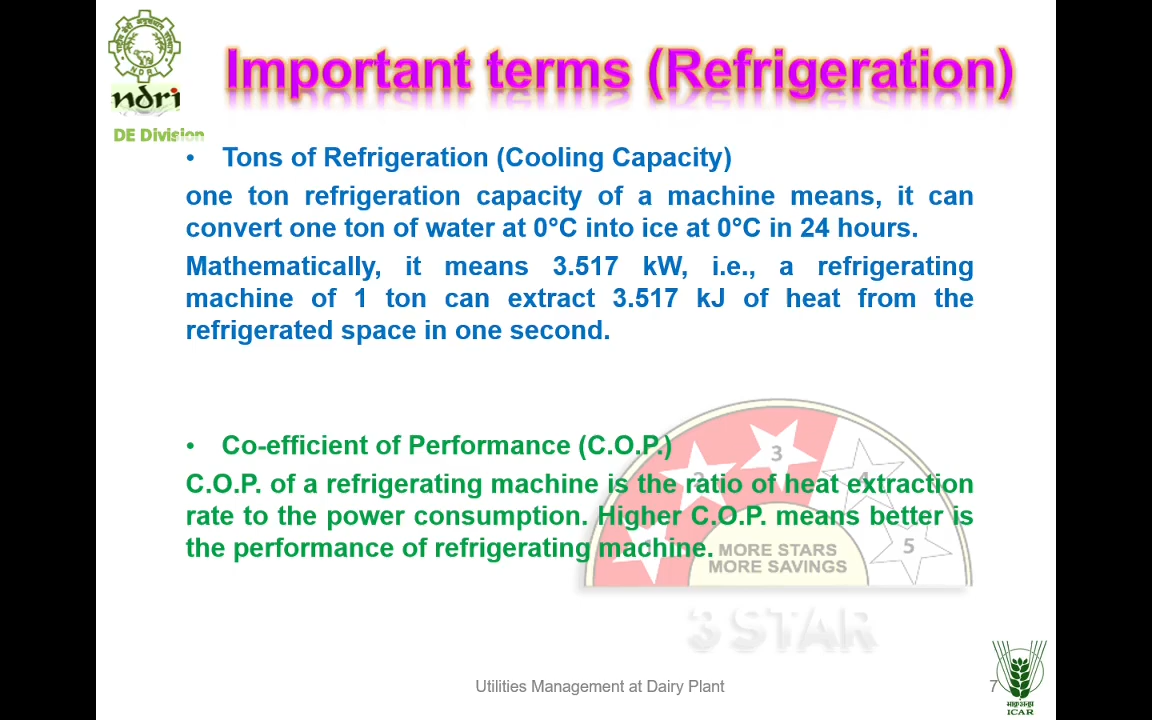 Important terms (Refrigeration)
NDRI
ndri
DE Division
• Tons of Refrigeration (Cooling Capacity)
one ton refrigeration capacity of a machine means, it can
convert one ton of water at 0°C into ice at 0°C in 24 hours.
Mathematically, it means 3.517 kW, i.e., a refrigerating
machine of 1 ton can extract 3.517 kJ of heat from the
refrigerated space in one second.
• Co-efficient of Performance (C.O.P.)
C.O.P. of a refrigerating machine is the ratio of heat extraction
rate to the power consumption. Higher C.O.P. means better is
the performance of refrigerating machine.
1 2 3 4 5
MORE STARS
MORE SAVINGS
3 STAR
Utilities Management at Dairy Plant
7
ICAR